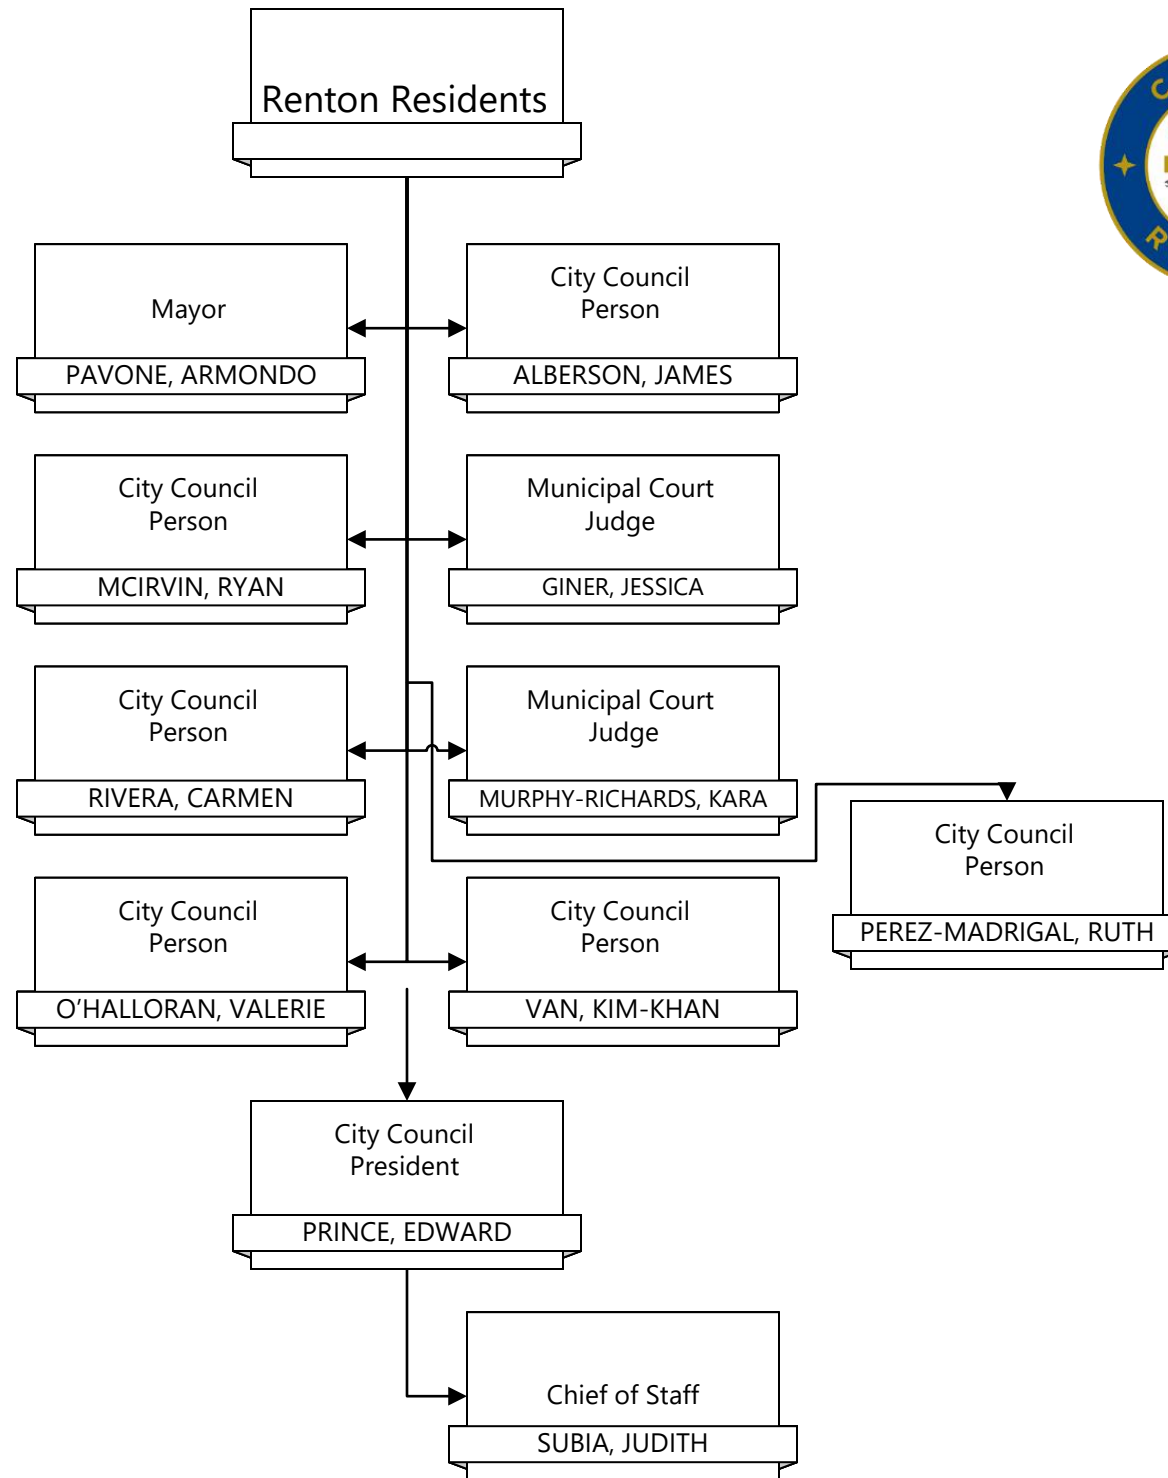 Renton Residents
Mayor
PAVONE, ARMONDO
City Council
Person
ALBERSON, JAMES
City Council
Person
MCIRVIN, RYAN
Municipal Court
Judge
GINER, JESSICA
City Council
Person
RIVERA, CARMEN
Municipal Court
Judge
MURPHY-RICHARDS, KARA
City Council
Person
PEREZ-MADRIGAL, RUTH
City Council
Person
O'HALLORAN, VALERIE
City Council
Person
VAN, KIM-KHAN
City Council
President
PRINCE, EDWARD
Chief of Staff
SUBIA, JUDITH